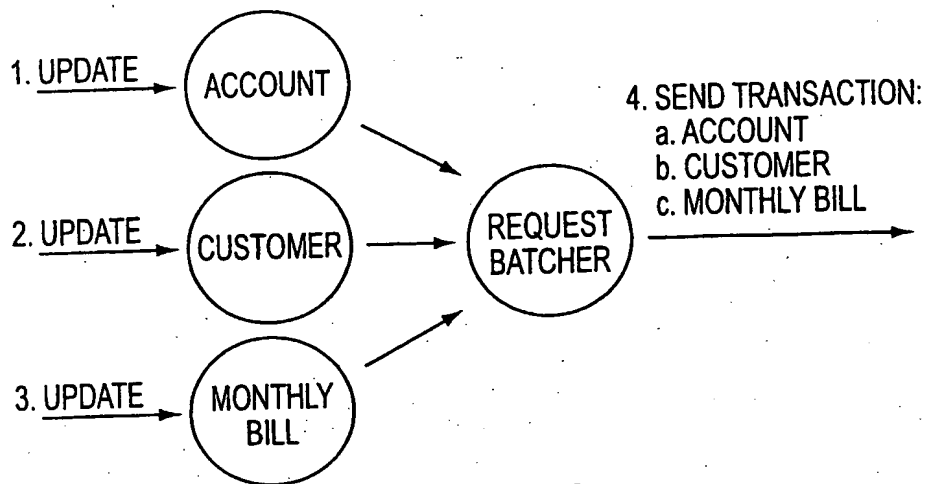 1. UPDATE
ACCOUNT
2. UPDATE
CUSTOMER
3. UPDATE
MONTHLY
BILL
REQUEST
BATCHER
4. SEND TRANSACTION:
a. ACCOUNT
b. CUSTOMER
c. MONTHLY BILL